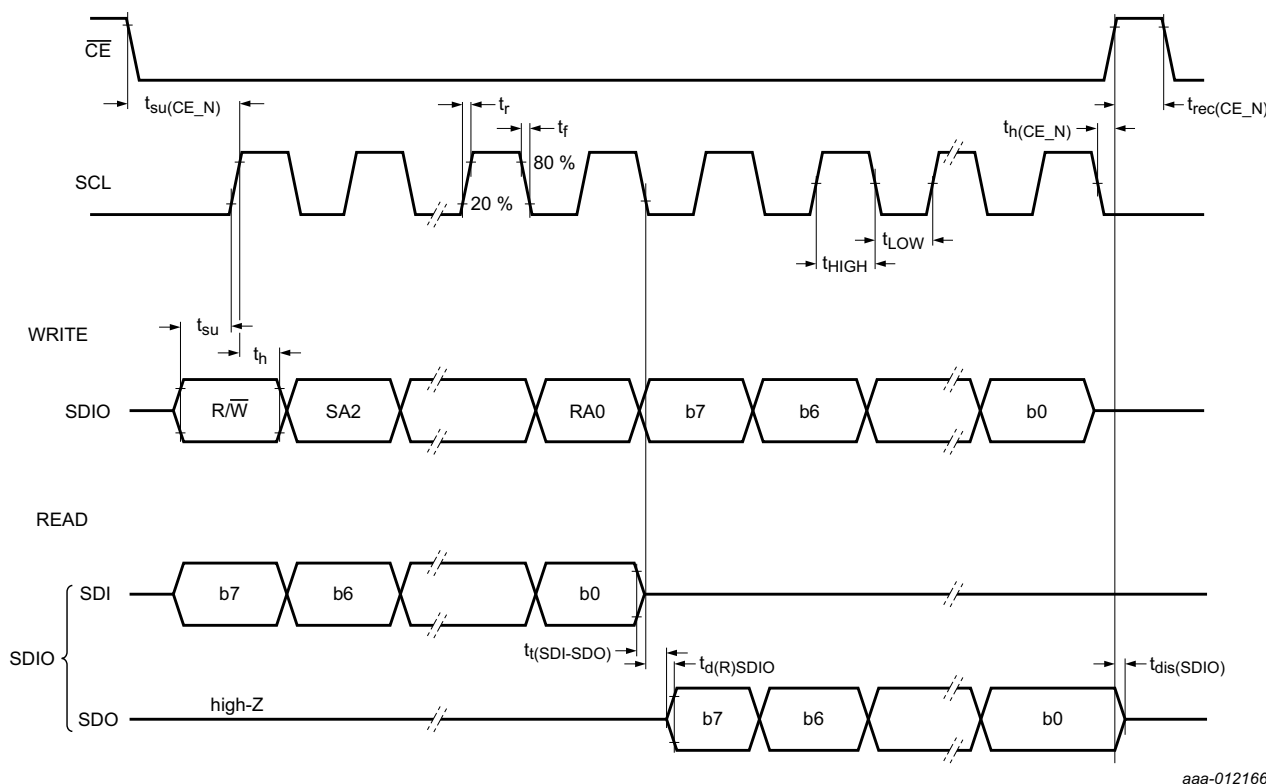 CE
tsu(CE_N)
tr
tf
th(CE_N)
trec(CE_N)
SCL
80 %
20 %
tLOW
tHIGH
WRITE
tsu
th
SDIO
R/W SA2 RA0 b7 b6 b0
READ
SDI
b7 b6 b0
SDIO
tt(SDI-SDO)
td(R)SDIO
tdis(SDIO)
SDO
high-Z
b7 b6 b0
aaa-012166